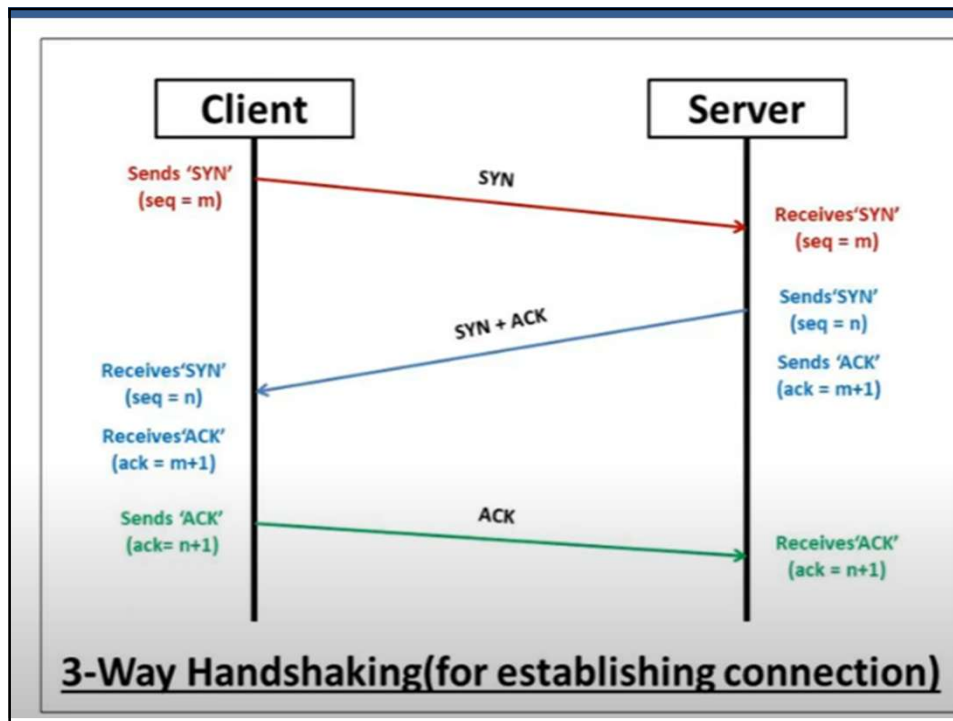 Client
Server
Sends ‘SYN’
(seq = m)
SYN
Receives‘SYN’
(seq = m)
Sends‘SYN’
(seq = n)
SYN + ACK
Sends ‘ACK’
(ack = m+1)
Receives‘SYN’
(seq = n)
Receives‘ACK’
(ack = m+1)
Sends ‘ACK’
(ack= n+1)
ACK
Receives‘ACK’
(ack = n+1)
3-Way Handshaking(for establishing connection)